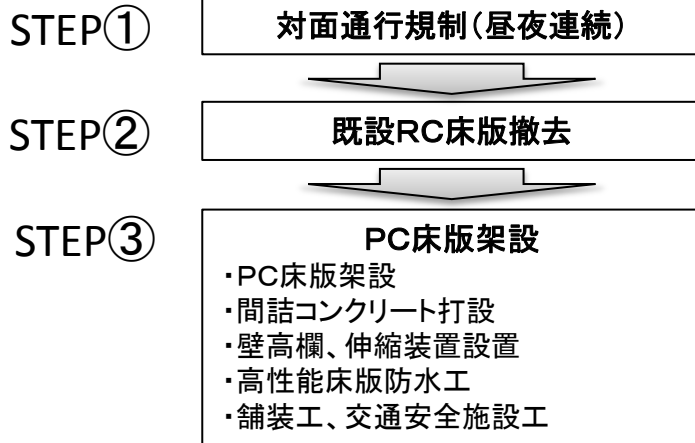 STEP①
対面通行規制(昼夜連続)
STEP②
既設RC床版撤去
STEP③
PC床版架設
・PC床版架設
・間詰コンクリート打設
・壁高欄、伸縮装置設置
・高性能床版防水工
・舗装工、交通安全施設工